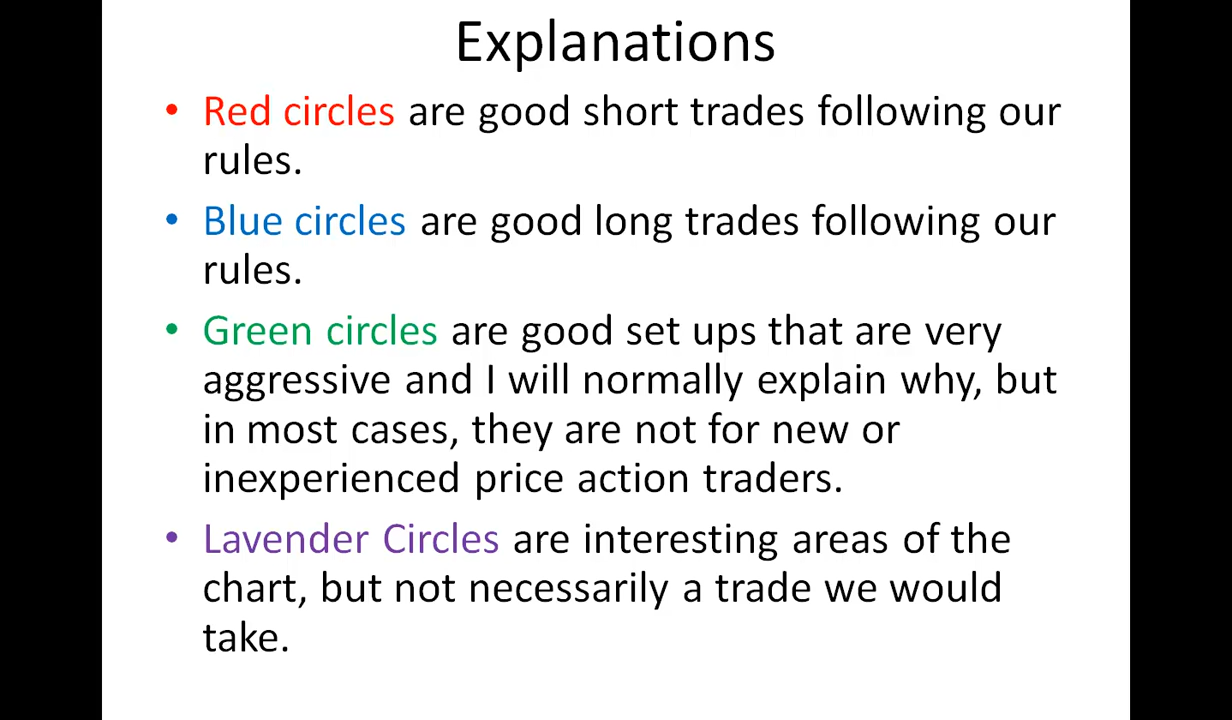 Explanations
• Red circles are good short trades following our
rules.
• Blue circles are good long trades following our
rules.
• Green circles are good set ups that are very
aggressive and I will normally explain why, but
in most cases, they are not for new or
inexperienced price action traders.
• Lavender Circles are interesting areas of the
chart, but not necessarily a trade we would
take.